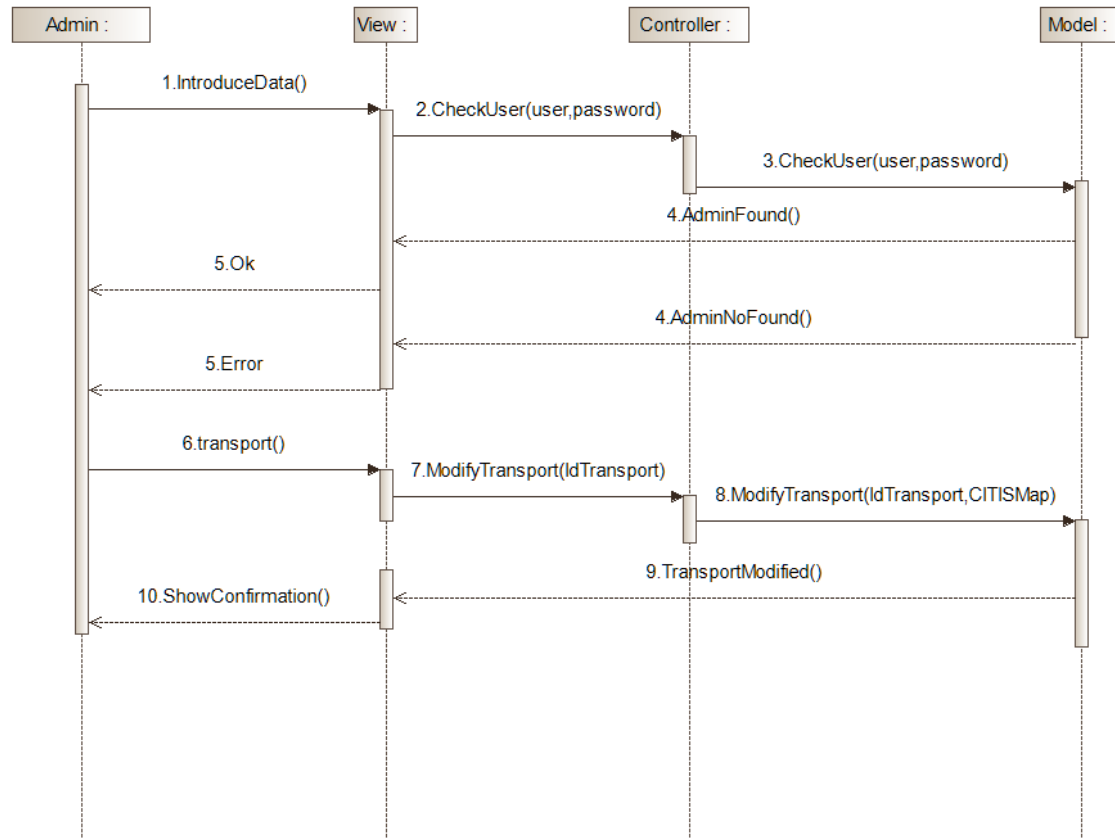 Admin :
View :
Controller :
Model :
1.IntroduceData()
2.CheckUser(user,password)
3.CheckUser(user,password)
4.AdminFound()
5.Ok
4.AdminNoFound()
5.Error
6.transport()
7.ModifyTransport(IdTransport)
8.ModifyTransport(IdTransport,CITISMap)
9.TransportModified()
10.ShowConfirmation()